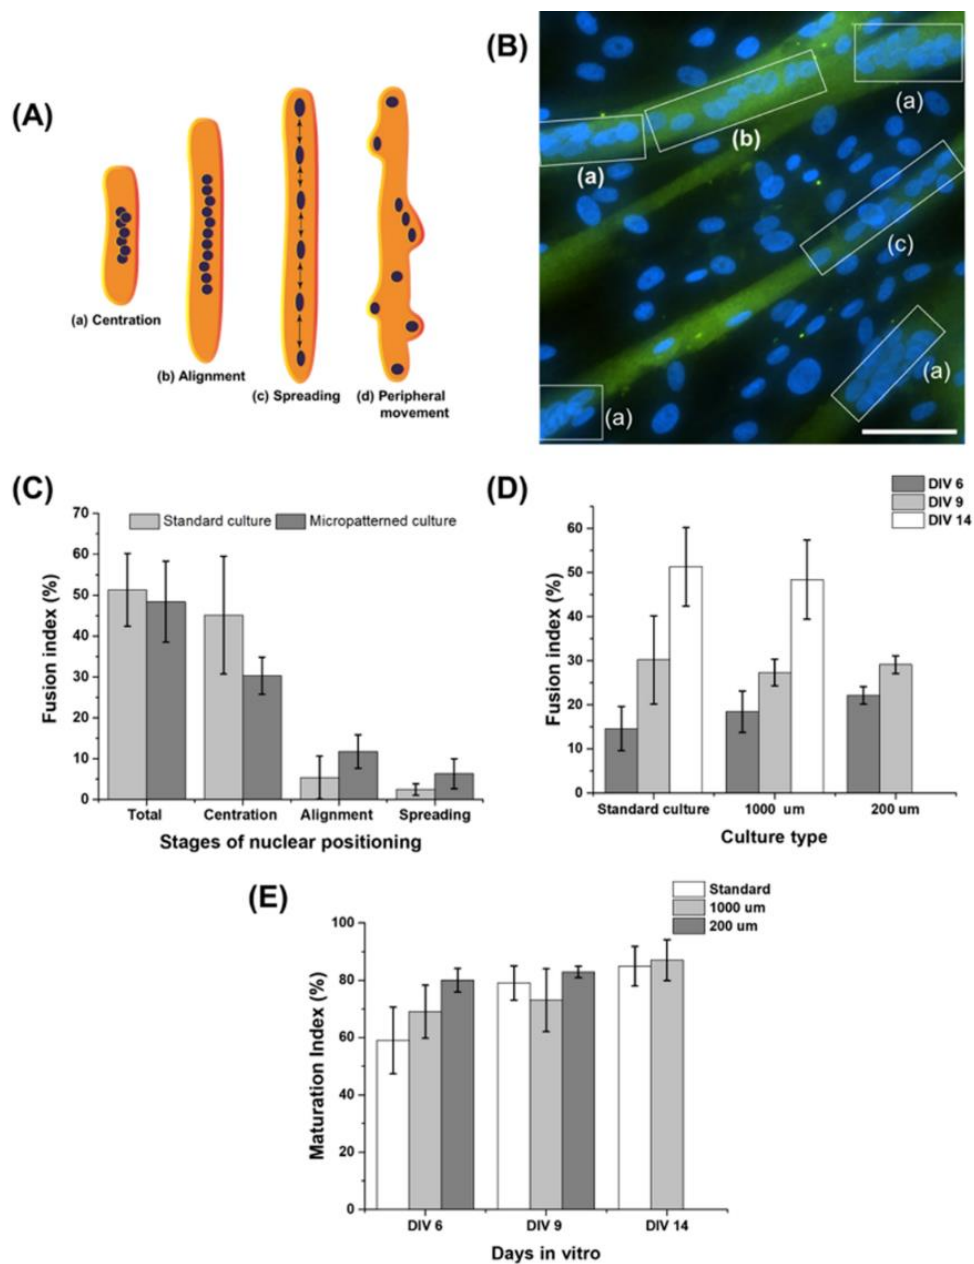 (A)
(a) Centration
(b) Alignment
(c) Spreading
(d) Peripheral
movement
(B)
(a)
(b)
(a)
(c)
(a)
(a)
(C)
Standard culture Micropatterned culture
Fusion index (%)
70
60
50
40
30
20
10
0
Total Centration Alignment Spreading
Stages of nuclear positioning
(D)
DIV 6
DIV 9
DIV 14
Fusion index (%)
60
50
40
30
20
10
0
Standard culture 1000 um 200 um
Culture type
(E)
Standard
1000 um
200 um
Maturation Index (%)
100
80
60
40
20
0
DIV 6 DIV 9 DIV 14
Days in vitro